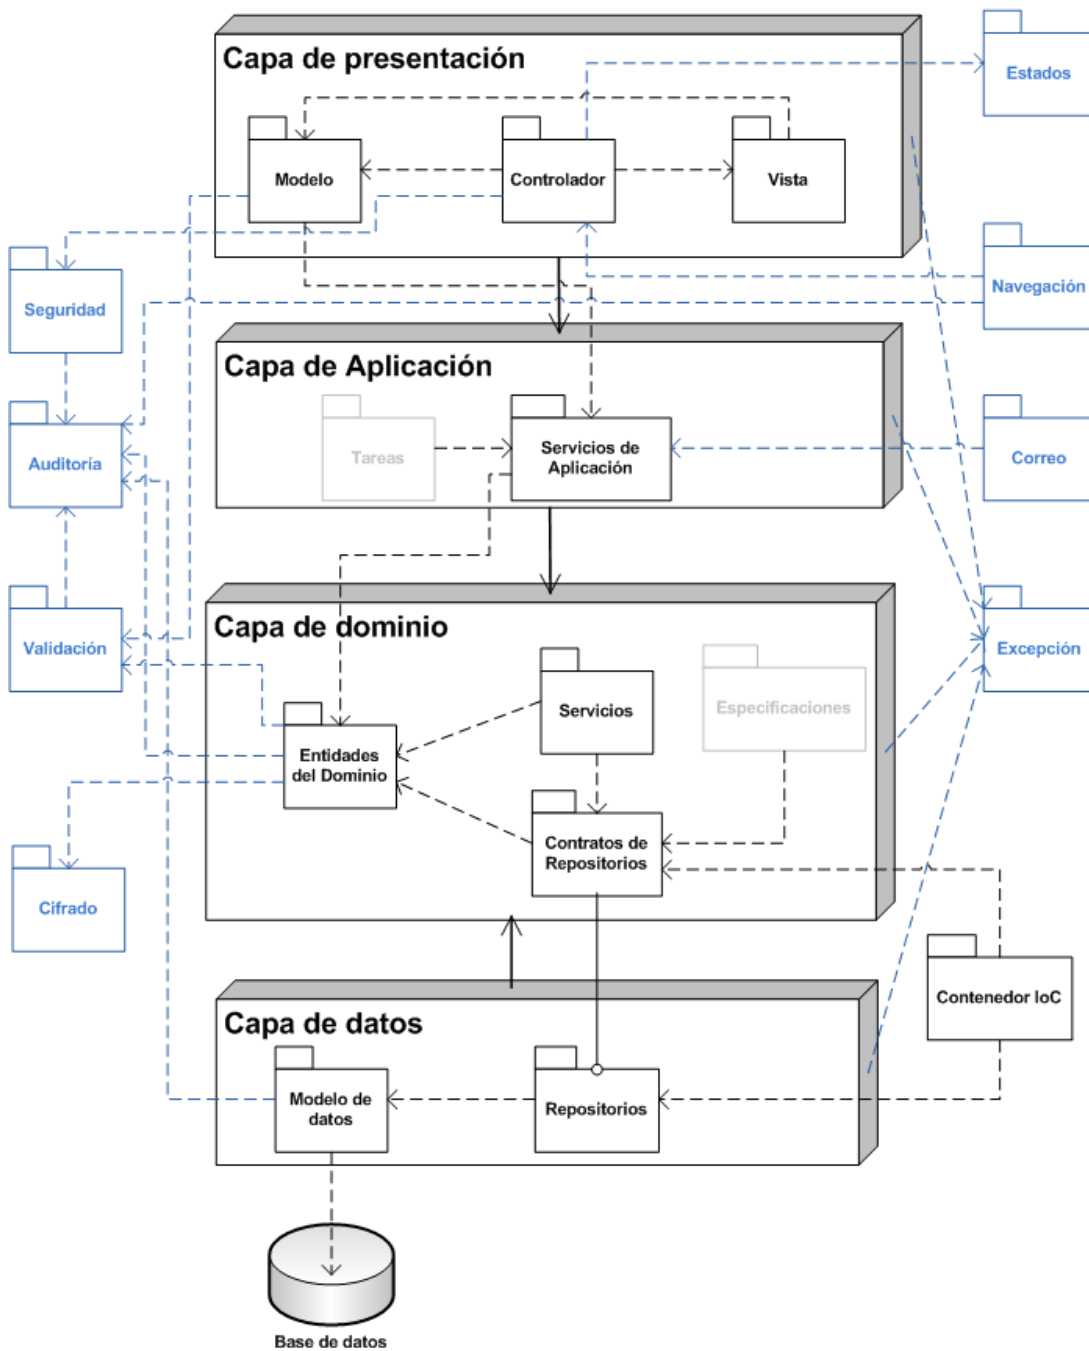 Capa de presentación
Estados
Modelo
Controlador
Vista
Seguridad
Navegación
Capa de Aplicación
Tareas
Servicios de
Aplicación
Auditoría
Correo
Capa de dominio
Validación
Servicios
Especificaciones
Excepción
Entidades
del Dominio
Contratos de
Repositorios
Cifrado
Contenedor IoC
Capa de datos
Modelo de
datos
Repositorios
Base de datos